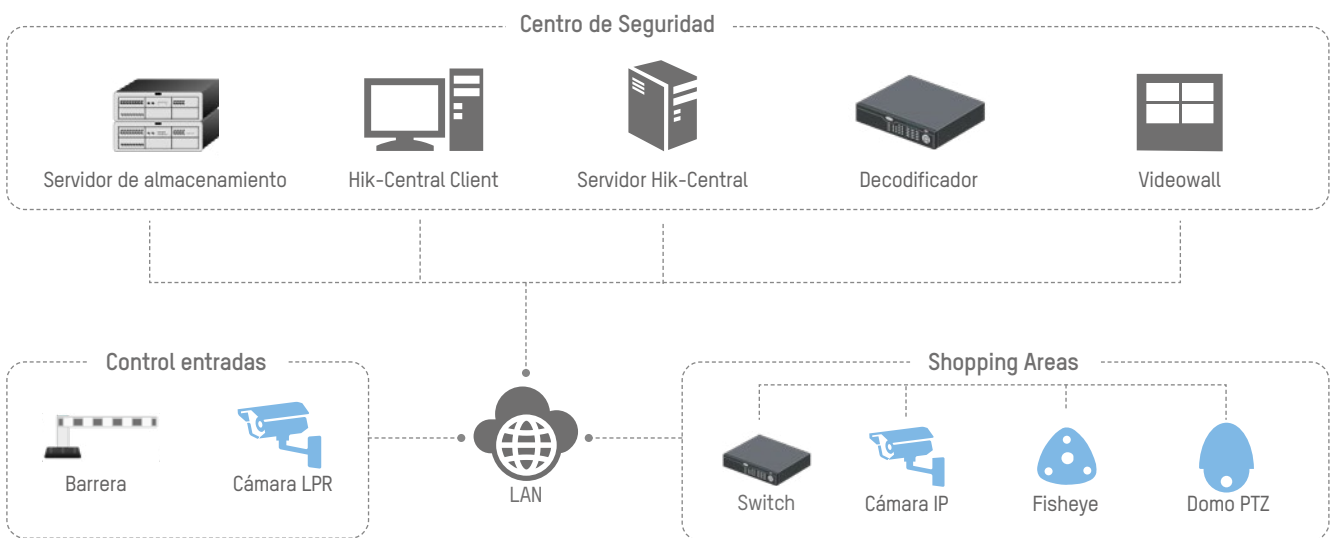 Centro de Seguridad
Servidor de almacenamiento
Hik-Central Client
Servidor Hik-Central
Decodificador
Videowall
Control entradas
Shopping Areas
Barrera
Cámara LPR
LAN
Switch
Cámara IP
Fisheye
Domo PTZ